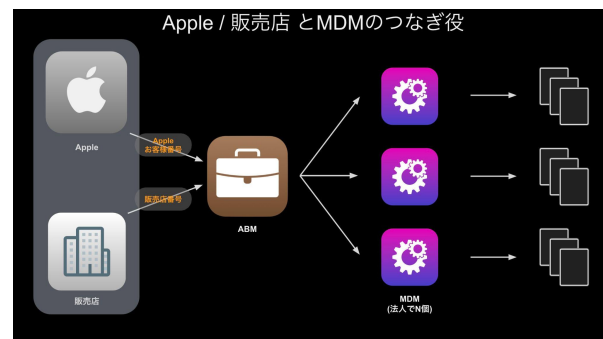 Apple / 販売店 とMDMのつなぎ役
Apple
Apple
お客様番号
販売店番号
販売店
ABM
MDM
(法人でN個)